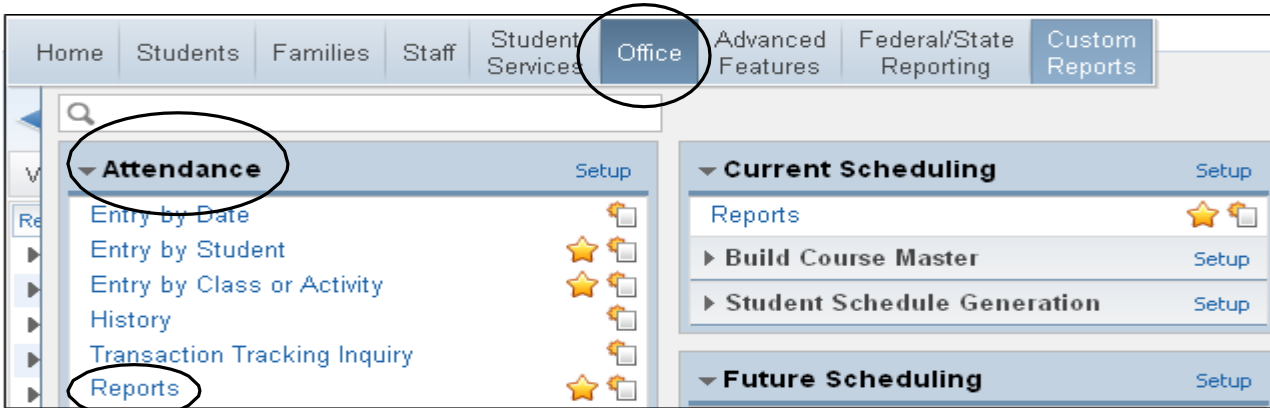 Home Students Families Staff Student Services Office Advanced Features Federal/State Reporting Custom Reports
V
Re
Attendance Setup
Entry by Date
Entry by Student
Entry by Class or Activity
History
Transaction Tracking Inquiry
Reports
Current Scheduling Setup
Reports
Build Course Master Setup
Student Schedule Generation Setup
Future Scheduling Setup